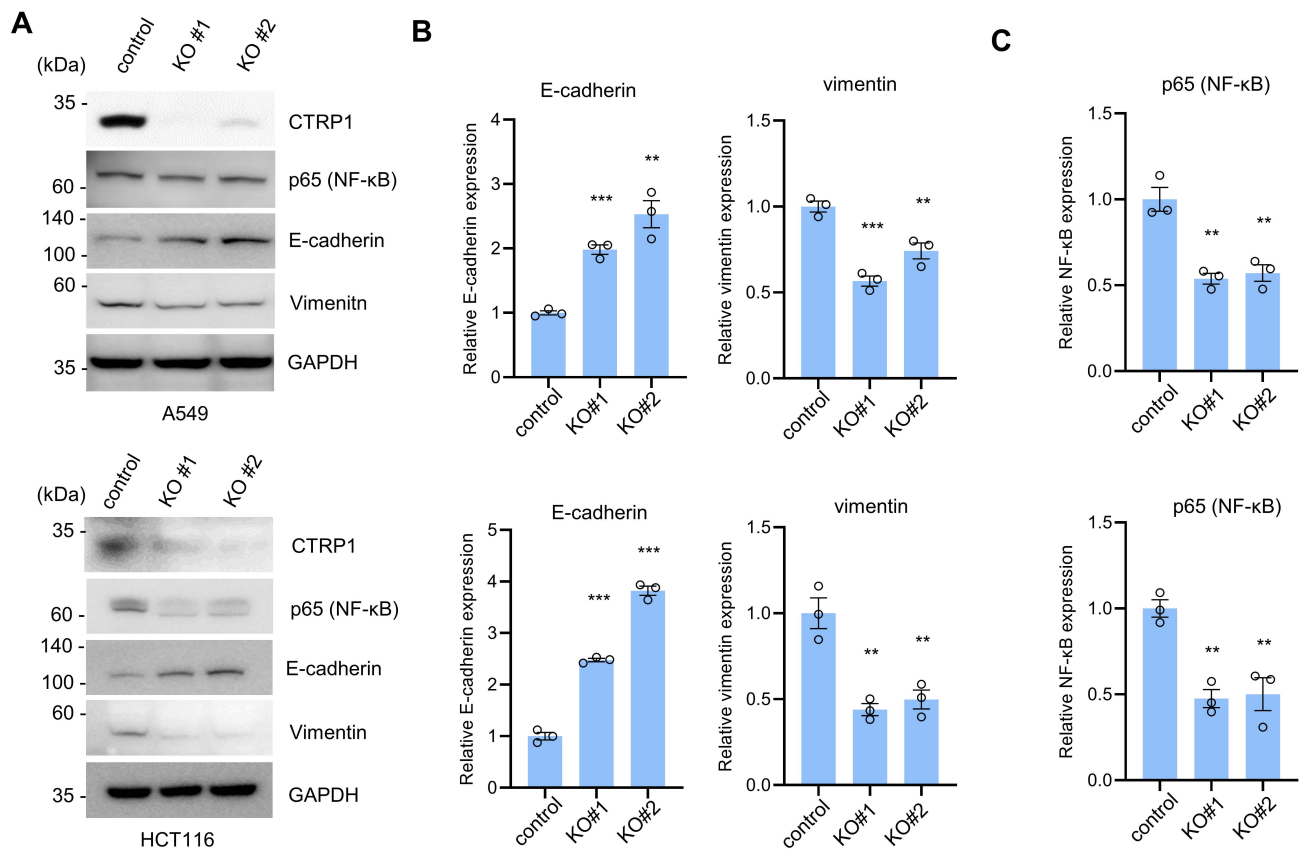 A
control
KO #1
KO #2
(kDa)
35 -
CTRP1
60 -
p65 (NF-κB)
140 -
100 -
E-cadherin
60 -
Vimenitn
35 -
GAPDH
A549
control
KO #1
KO #2
(kDa)
35 -
CTRP1
60 -
p65 (NF-κB)
140 -
100 -
E-cadherin
60 -
Vimentin
35 -
GAPDH
HCT116
B
E-cadherin
Relative E-cadherin expression
4
3
2
1
0
***
**
control
KO#1
KO#2
vimentin
Relative vimentin expression
1.5
1.0
0.5
0.0
***
**
control
KO#1
KO#2
E-cadherin
Relative E-cadherin expression
5
4
3
2
1
0
***
***
control
KO#1
KO#2
vimentin
Relative vimentin expression
1.5
1.0
0.5
0.0
**
**
control
KO#1
KO#2
C
p65 (NF-κB)
Relative NF-κB expression
1.5
1.0
0.5
0.0
**
**
control
KO#1
KO#2
p65 (NF-κB)
Relative NF-κB expression
1.5
1.0
0.5
0.0
**
**
control
KO#1
KO#2